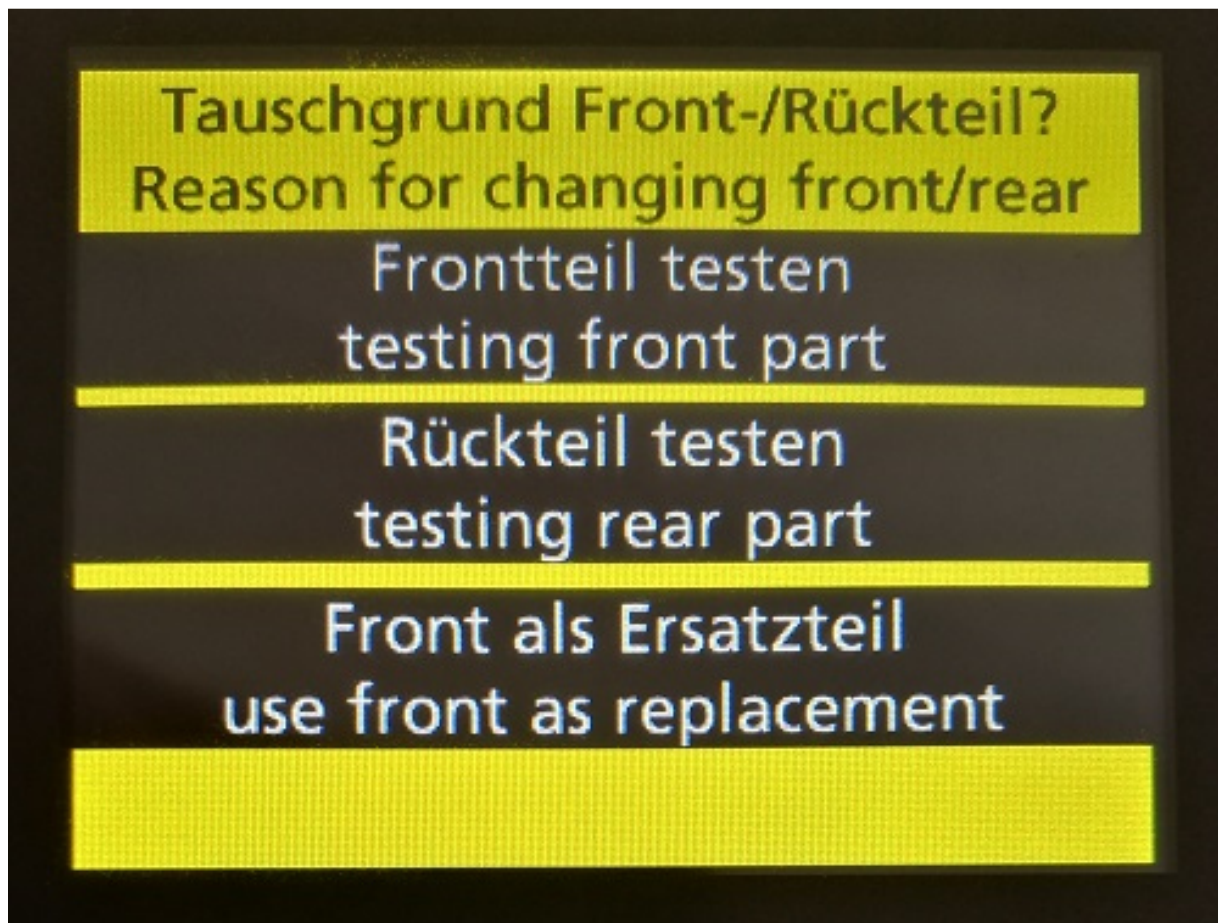 Tauschgrund Front-/Rückteil?
Reason for changing front/rear
Frontteil testen
testing front part
Rückteil testen
testing rear part
Front als Ersatzteil
use front as replacement